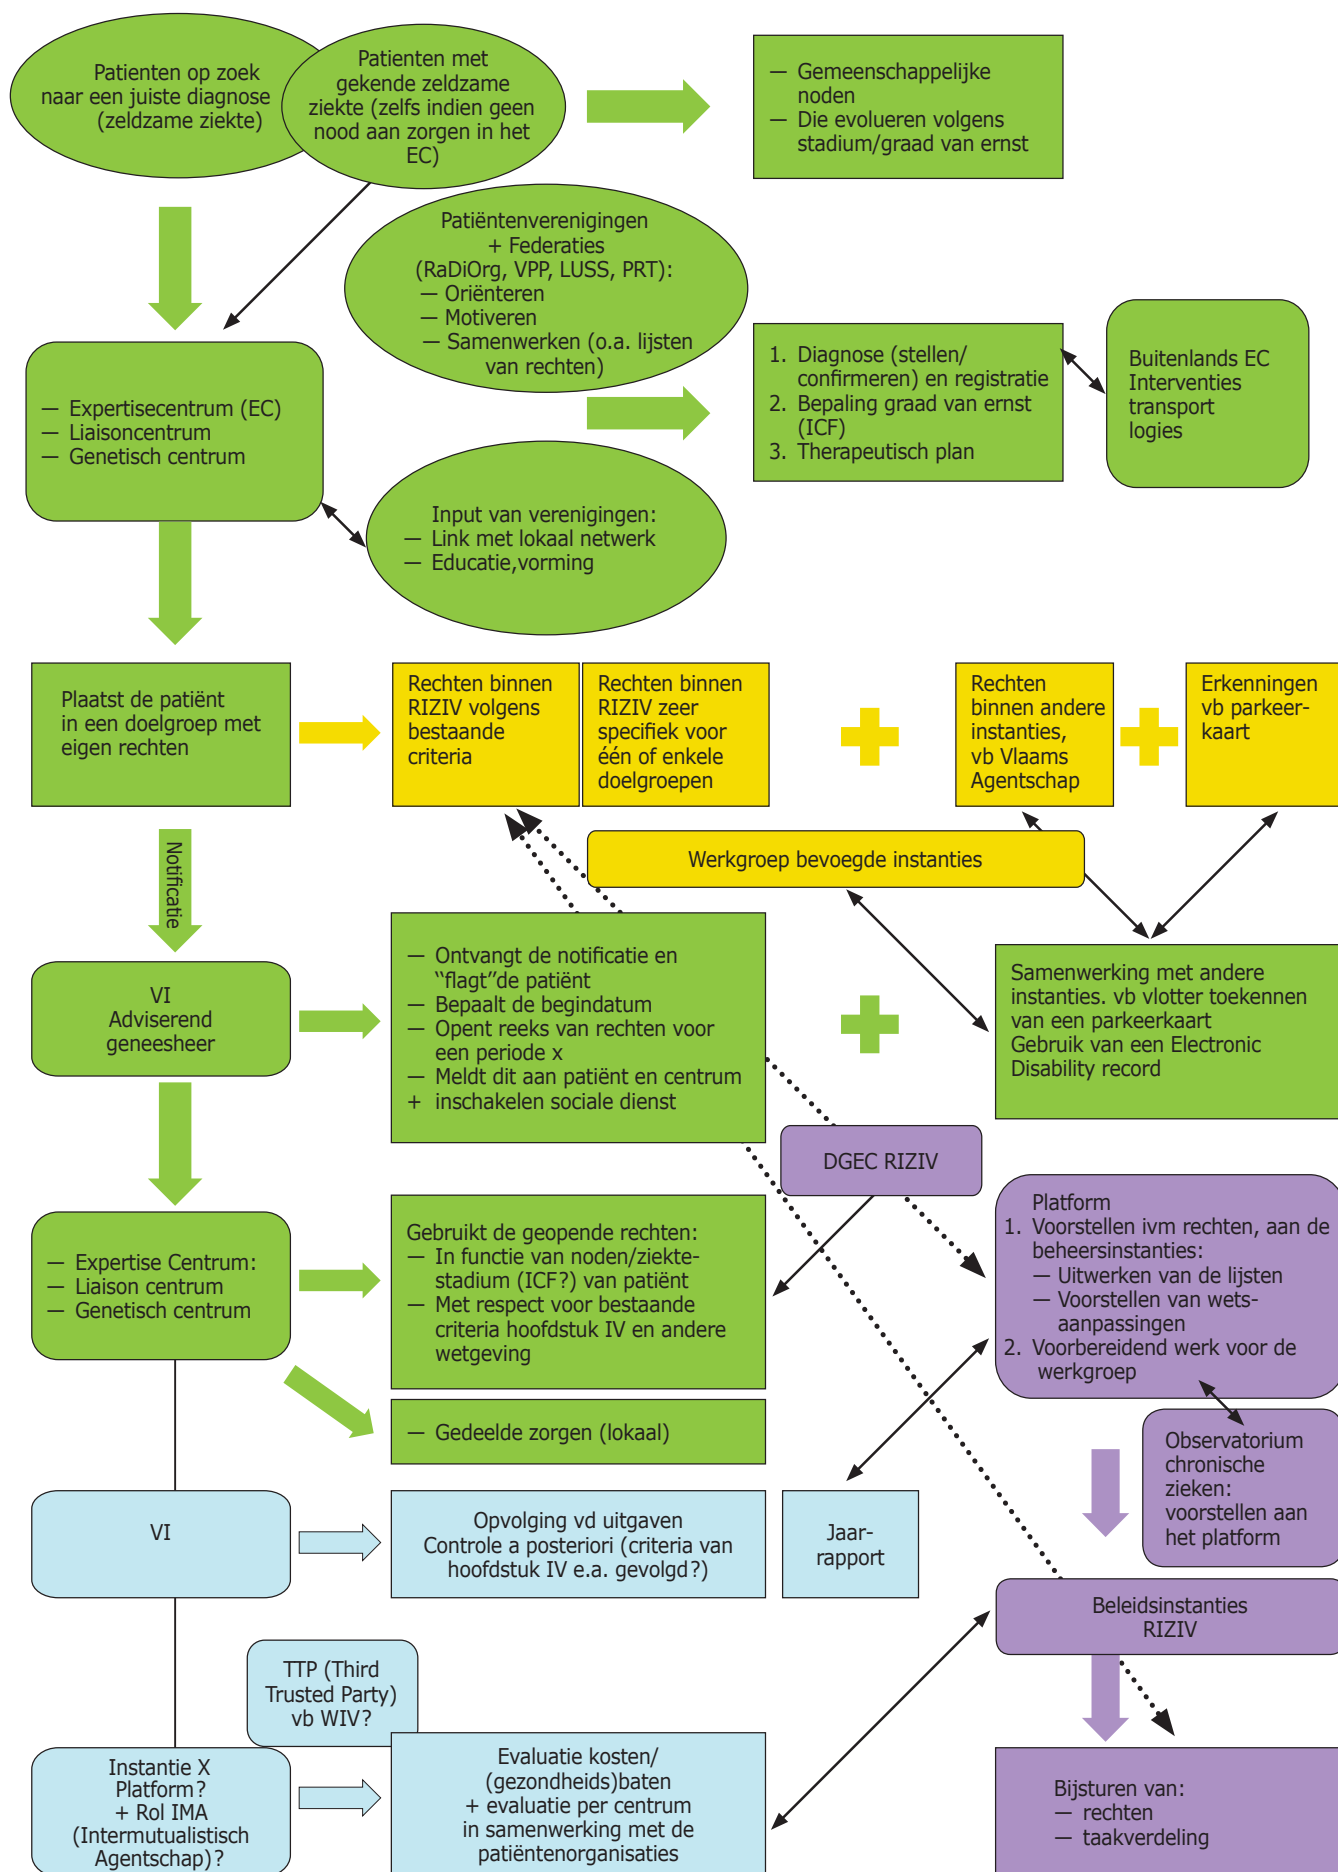 Patienten op zoek
naar een juiste diagnose
(zeldzame ziekte)
Patienten met
gekende zeldzame
ziekte (zelfs indien geen
nood aan zorgen in het
EC)
— Gemeenschappelijke
noden
— Die evolueren volgens
stadium/graad van ernst
Patiëntenverenigingen
+ Federaties
(RaDiOrg, VPP, LUSS, PRT):
— Oriënteren
— Motiveren
— Samenwerken (o.a. lijsten
van rechten)
— Expertisecentrum (EC)
— Liaisoncentrum
— Genetisch centrum
1. Diagnose (stellen/
confirmeren) en registratie
2. Bepaling graad van ernst
(ICF)
3. Therapeutisch plan
Buitenlands EC
Interventies
transport
logies
Input van verenigingen:
— Link met lokaal netwerk
— Educatie,vorming
Plaatst de patiënt
in een doelgroep met
eigen rechten
Rechten binnen
RIZIV volgens
bestaande
criteria
Rechten binnen
RIZIV zeer
specifiek voor
één of enkele
doelgroepen
Rechten
binnen andere
instanties,
vb Vlaams
Agentschap
Erkenningen
vb parkeer-
kaart
Werkgroep bevoegde instanties
Notificatie
VI
Adviserend
geneesheer
— Ontvangt de notificatie en
“flagt”de patiënt
— Bepaalt de begindatum
— Opent reeks van rechten voor
een periode x
— Meldt dit aan patiënt en centrum
+ inschakelen sociale dienst
Samenwerking met andere
instanties. vb vlotter toekennen
van een parkeerkaart
Gebruik van een Electronic
Disability record
DGEC RIZIV
— Expertise Centrum:
— Liaison centrum
— Genetisch centrum
Gebruikt de geopende rechten:
— In functie van noden/ziekte-
stadium (ICF?) van patiënt
— Met respect voor bestaande
criteria hoofdstuk IV en andere
wetgeving
Platform
1. Voorstellen ivm rechten, aan de
beheersinstanties:
— Uitwerken van de lijsten
— Voorstellen van wets-
aanpassingen
2. Voorbereidend werk voor de
werkgroep
— Gedeelde zorgen (lokaal)
Observatorium
chronische
zieken:
voorstellen aan
het platform
VI
Opvolging vd uitgaven
Controle a posteriori (criteria van
hoofdstuk IV e.a. gevolgd?)
Jaar-
rapport
Beleidsinstanties
RIZIV
TTP (Third
Trusted Party)
vb WIV?
Instantie X
Platform?
+ Rol IMA
(Intermutualistisch
Agentschap)?
Evaluatie kosten/
(gezondheids)baten
+ evaluatie per centrum
in samenwerking met de
patiëntenorganisaties
Bijsturen van:
— rechten
— taakverdeling